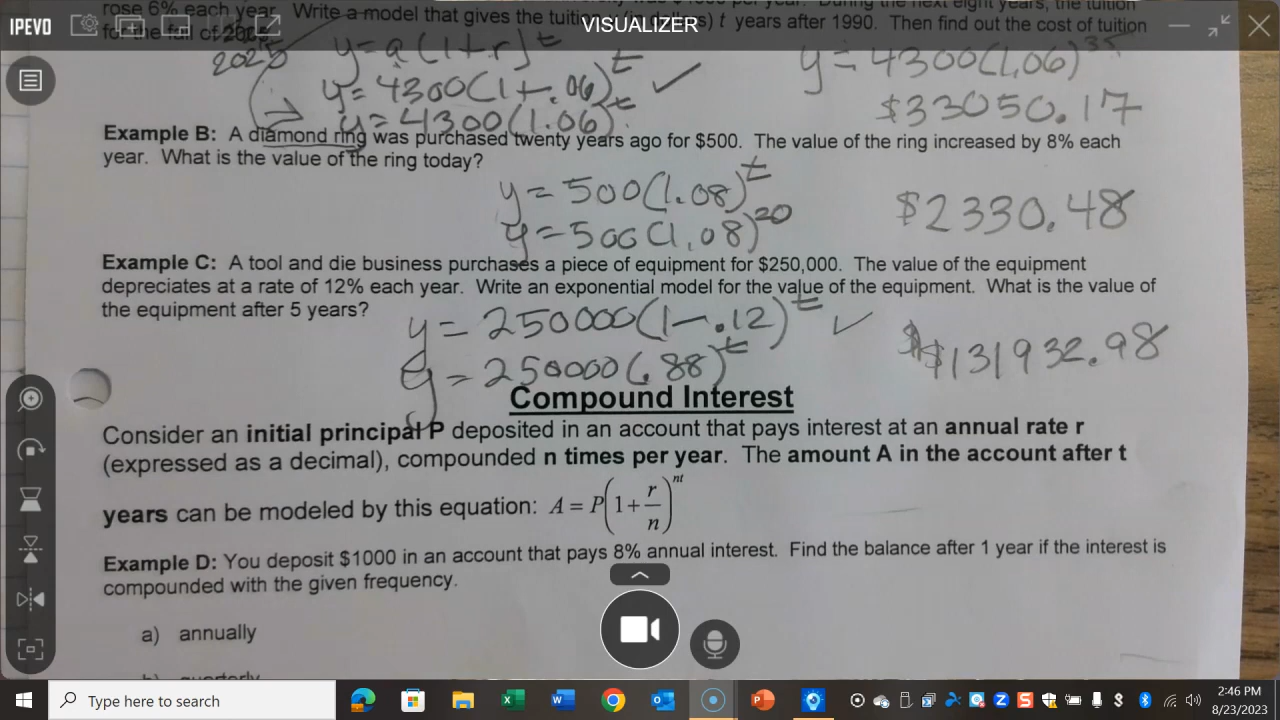 IPEVO
VISUALIZER
rose 6% each year. Write a model that gives the tuition (in dollars) t years after 1990. Then find out the cost of tuition
for the fall of
2025
y = a(1+r)^t
y = 4300(1+.06)^t ✓
y = 4300(1.06)^t
y = 4300(1.06)^35
$33050.17
Example B: A diamond ring was purchased twenty years ago for $500. The value of the ring increased by 8% each
year. What is the value of the ring today?
y = 500(1.08)^t
y = 500(1.08)^20
$2330.48
Example C: A tool and die business purchases a piece of equipment for $250,000. The value of the equipment
depreciates at a rate of 12% each year. Write an exponential model for the value of the equipment. What is the value of
the equipment after 5 years?
y = 250000(1-.12)^t ✓
y = 250000(.88)^t
$131932.98
Compound Interest
Consider an initial principal P deposited in an account that pays interest at an annual rate r
(expressed as a decimal), compounded n times per year. The amount A in the account after t
years can be modeled by this equation: A = P(1 + r/n)^nt
Example D: You deposit $1000 in an account that pays 8% annual interest. Find the balance after 1 year if the interest is
compounded with the given frequency.
a) annually
Type here to search
2:46 PM
8/23/2023